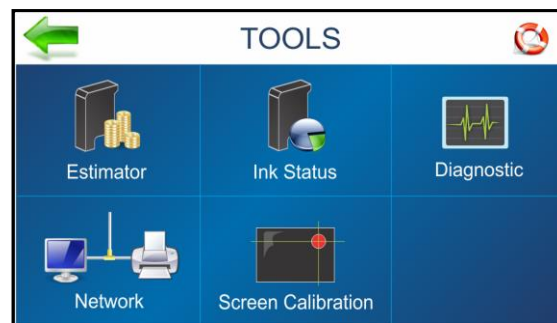 TOOLS
Estimator
Ink Status
Diagnostic
Network
Screen Calibration